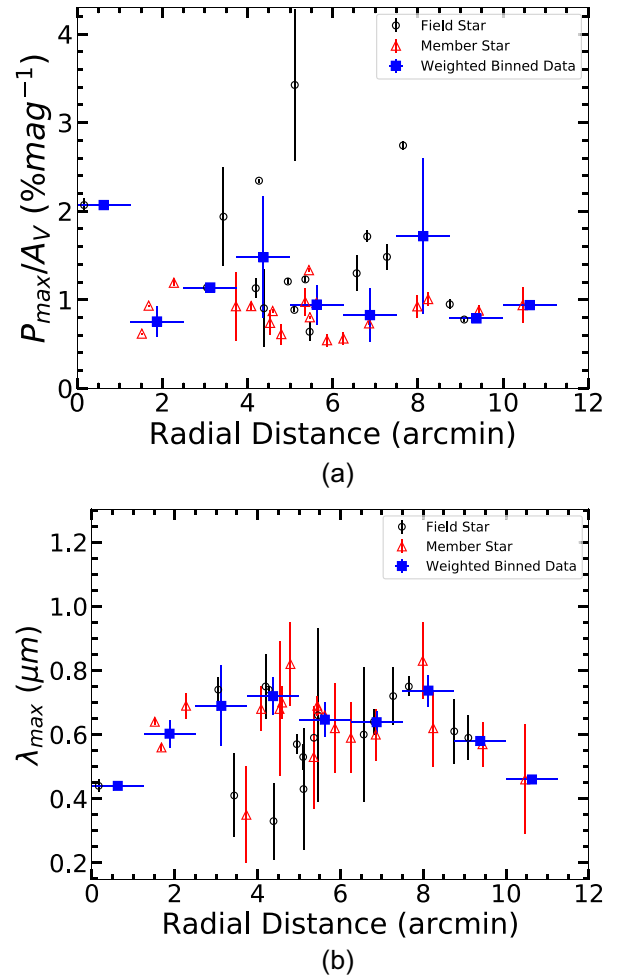 Field Star
Member Star
Weighted Binned Data
P_max/A_V (%mag⁻¹)
4
3
2
1
0
0 2 4 6 8 10 12
Radial Distance (arcmin)
(a)
Field Star
Member Star
Weighted Binned Data
λ_max (μm)
1.2
1.0
0.8
0.6
0.4
0.2
0 2 4 6 8 10 12
Radial Distance (arcmin)
(b)